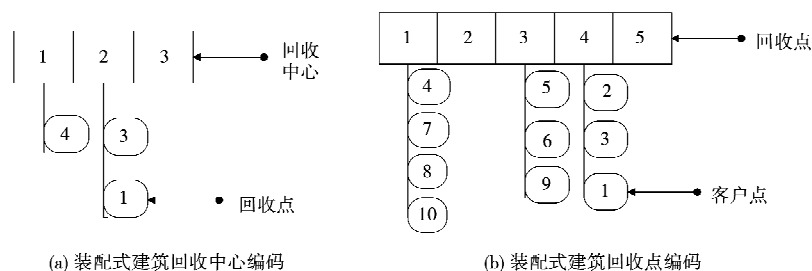 1 2 3
回收
中心
4 3
1
回收点
(a) 装配式建筑回收中心编码
1 2 3 4 5
回收点
4 5 2
7 6 3
8 9 1
10
客户点
(b) 装配式建筑回收点编码